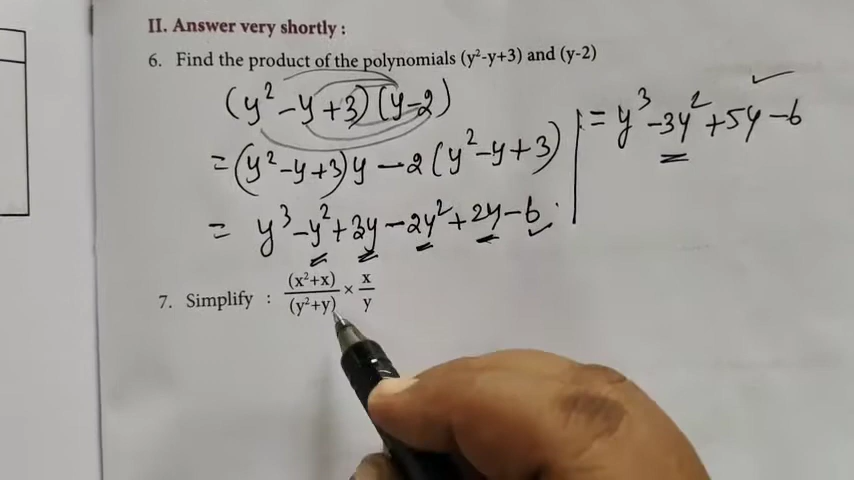 II. Answer very shortly :
6. Find the product of the polynomials (y²-y+3) and (y-2)
(y² -y +3) (y-2)
= (y² -y +3) y -2 (y² -y +3)
= y³ -y² +3y -2y² +2y -6 .
= y³ -3y² +5y -6
7. Simplify : (x²+x)/(y²+y) × x/y